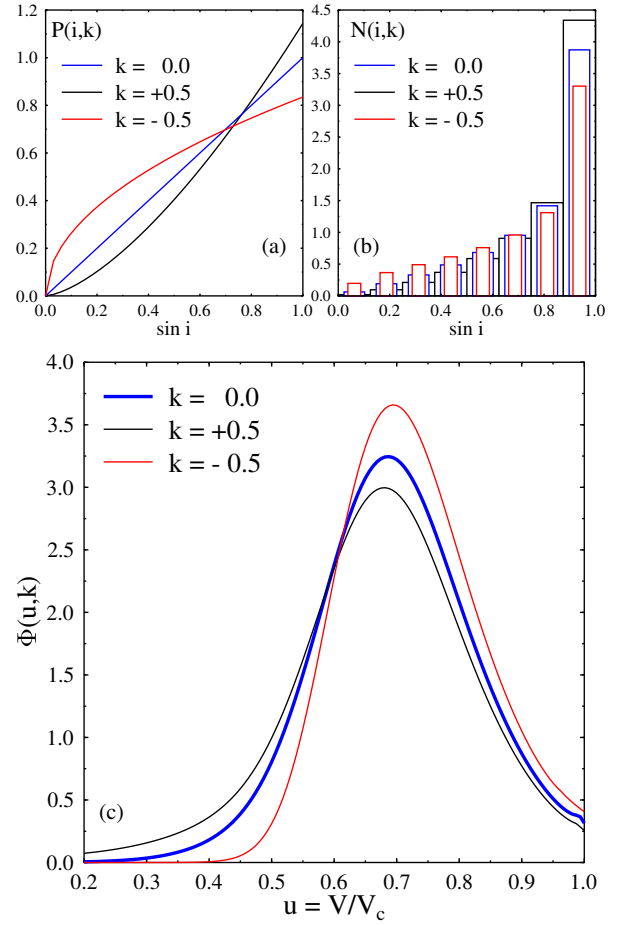 P(i,k)
k = 0.0
k = +0.5
k = - 0.5
(a)
1.2
1.0
0.8
0.6
0.4
0.2
0.0
0.0 0.2 0.4 0.6 0.8 1.0
sin i
N(i,k)
k = 0.0
k = +0.5
k = - 0.5
(b)
4.5
4.0
3.5
3.0
2.5
2.0
1.5
1.0
0.5
0.0
0.0 0.2 0.4 0.6 0.8 1.0
sin i
k = 0.0
k = +0.5
k = - 0.5
(c)
Φ(u,k)
4.0
3.5
3.0
2.5
2.0
1.5
1.0
0.5
0.0
0.2 0.3 0.4 0.5 0.6 0.7 0.8 0.9 1.0
u = V/V_c